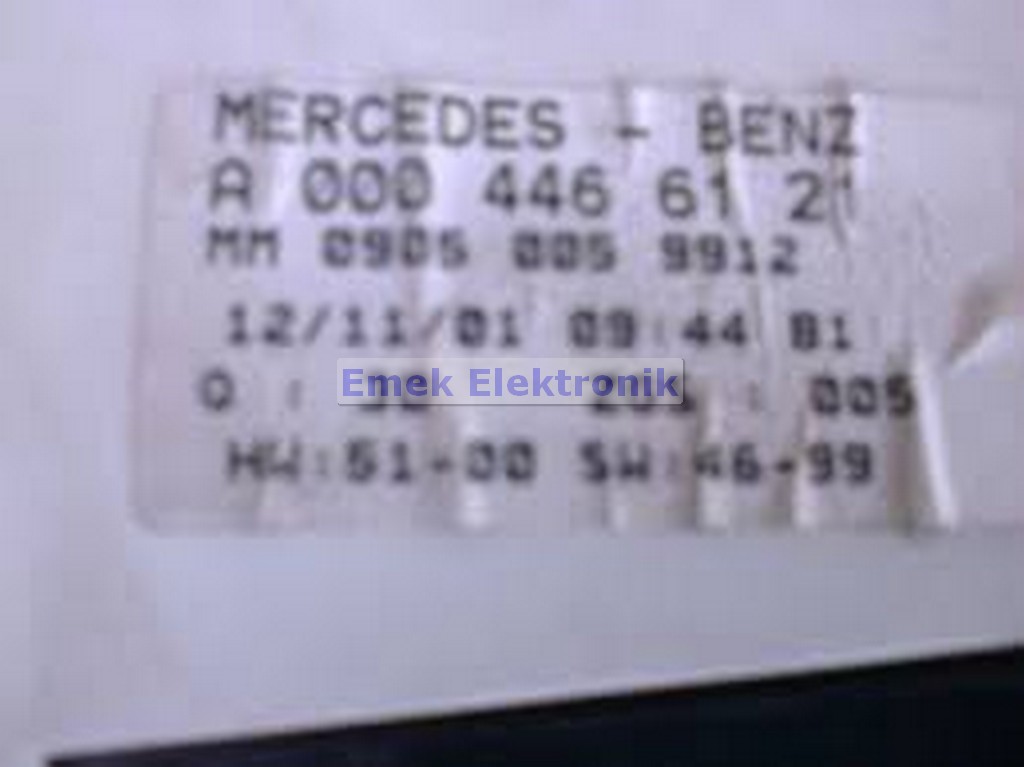 MERCEDES - BENZ
A 000 446 61 21
MM 0905 005 9912
12/11/01 09:44 B1
Emek Elektronik
Q : : 005
HW:51-00 SW:46-99